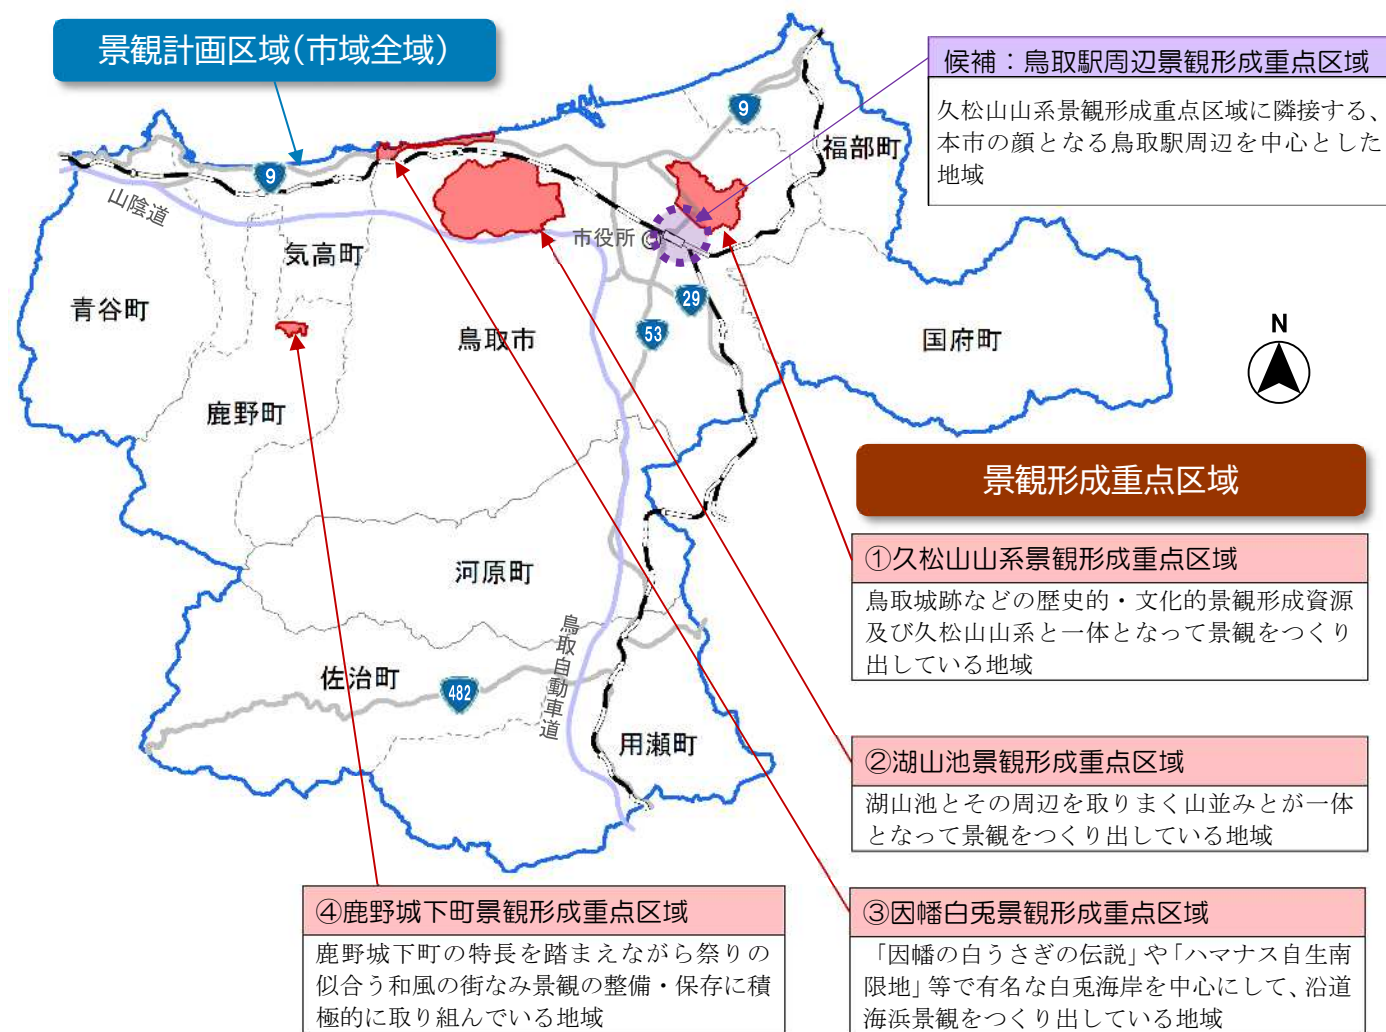 景観計画区域(市域全域)
候補：鳥取駅周辺景観形成重点区域
久松山山系景観形成重点区域に隣接する、
本市の顔となる鳥取駅周辺を中心とした
地域
9
福部町
9
山陰道
市役所
気高町
青谷町
29
53
鳥取市
国府町
N
鹿野町
景観形成重点区域
①久松山山系景観形成重点区域
鳥取城跡などの歴史的・文化的景観形成資源
及び久松山山系と一体となって景観をつくり
出している地域
河原町
鳥取自動車道
佐治町
482
用瀬町
②湖山池景観形成重点区域
湖山池とその周辺を取りまく山並みとが一体
となって景観をつくり出している地域
④鹿野城下町景観形成重点区域
鹿野城下町の特長を踏まえながら祭りの
似合う和風の街なみ景観の整備・保存に積
極的に取り組んでいる地域
③因幡白兎景観形成重点区域
「因幡の白うさぎの伝説」や「ハマナス自生南
限地」等で有名な白兎海岸を中心にして、沿道
海浜景観をつくり出している地域